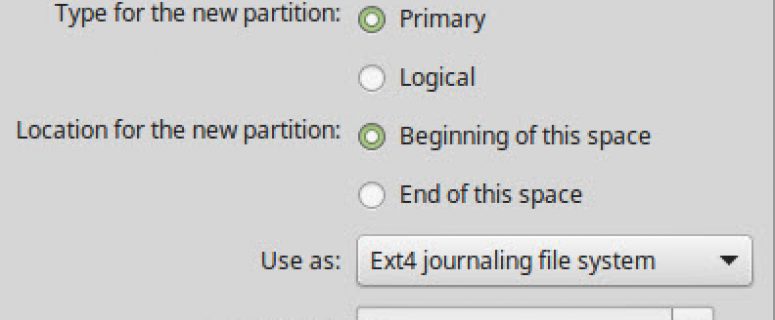 Type for the new partition: Primary
Logical
Location for the new partition: Beginning of this space
End of this space
Use as: Ext4 journaling file system